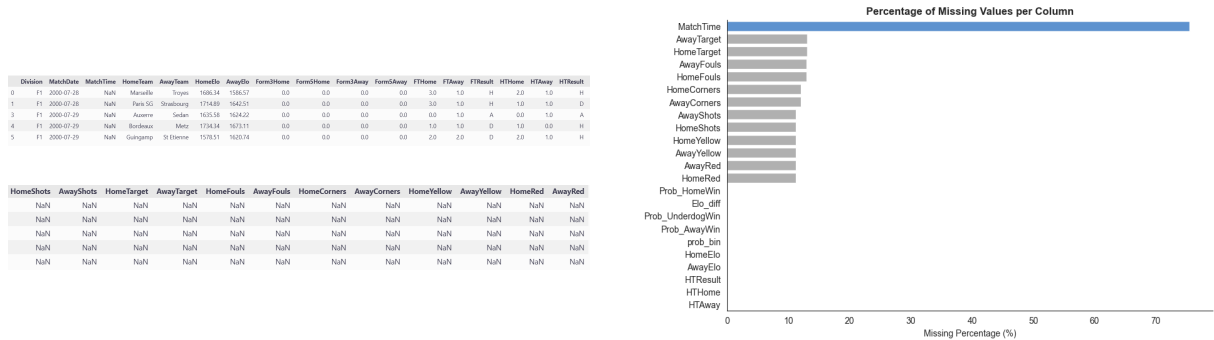 Division MatchDate MatchTime HomeTeam AwayTeam HomeElo AwayElo Form3Home Form5Home Form3Away Form5Away FTHome FTAway FTResult HTHome HTAway HTResult
0 F1 2000-07-28 NaN Marseille Troyes 1686.34 1586.57 0.0 0.0 0.0 0.0 3.0 1.0 H 2.0 1.0 H
1 F1 2000-07-28 NaN Paris SG Strasbourg 1714.89 1642.51 0.0 0.0 0.0 0.0 3.0 1.0 H 1.0 1.0 D
3 F1 2000-07-29 NaN Auxerre Sedan 1635.58 1624.22 0.0 0.0 0.0 0.0 0.0 1.0 A 0.0 1.0 A
4 F1 2000-07-29 NaN Bordeaux Metz 1734.34 1673.11 0.0 0.0 0.0 0.0 1.0 1.0 D 1.0 0.0 H
5 F1 2000-07-29 NaN Guingamp St Etienne 1578.51 1620.74 0.0 0.0 0.0 0.0 2.0 2.0 D 2.0 1.0 H
HomeShots AwayShots HomeTarget AwayTarget HomeFouls AwayFouls HomeCorners AwayCorners HomeYellow AwayYellow HomeRed AwayRed
NaN NaN NaN NaN NaN NaN NaN NaN NaN NaN NaN NaN
NaN NaN NaN NaN NaN NaN NaN NaN NaN NaN NaN NaN
NaN NaN NaN NaN NaN NaN NaN NaN NaN NaN NaN NaN
NaN NaN NaN NaN NaN NaN NaN NaN NaN NaN NaN NaN
NaN NaN NaN NaN NaN NaN NaN NaN NaN NaN NaN NaN
Percentage of Missing Values per Column
MatchTime
AwayTarget
HomeTarget
AwayFouls
HomeFouls
HomeCorners
AwayCorners
AwayShots
HomeShots
HomeYellow
AwayYellow
AwayRed
HomeRed
Prob_HomeWin
Elo_diff
Prob_UnderdogWin
Prob_AwayWin
prob_bin
HomeElo
AwayElo
HTResult
HTHome
HTAway
0 10 20 30 40 50 60 70
Missing Percentage (%)